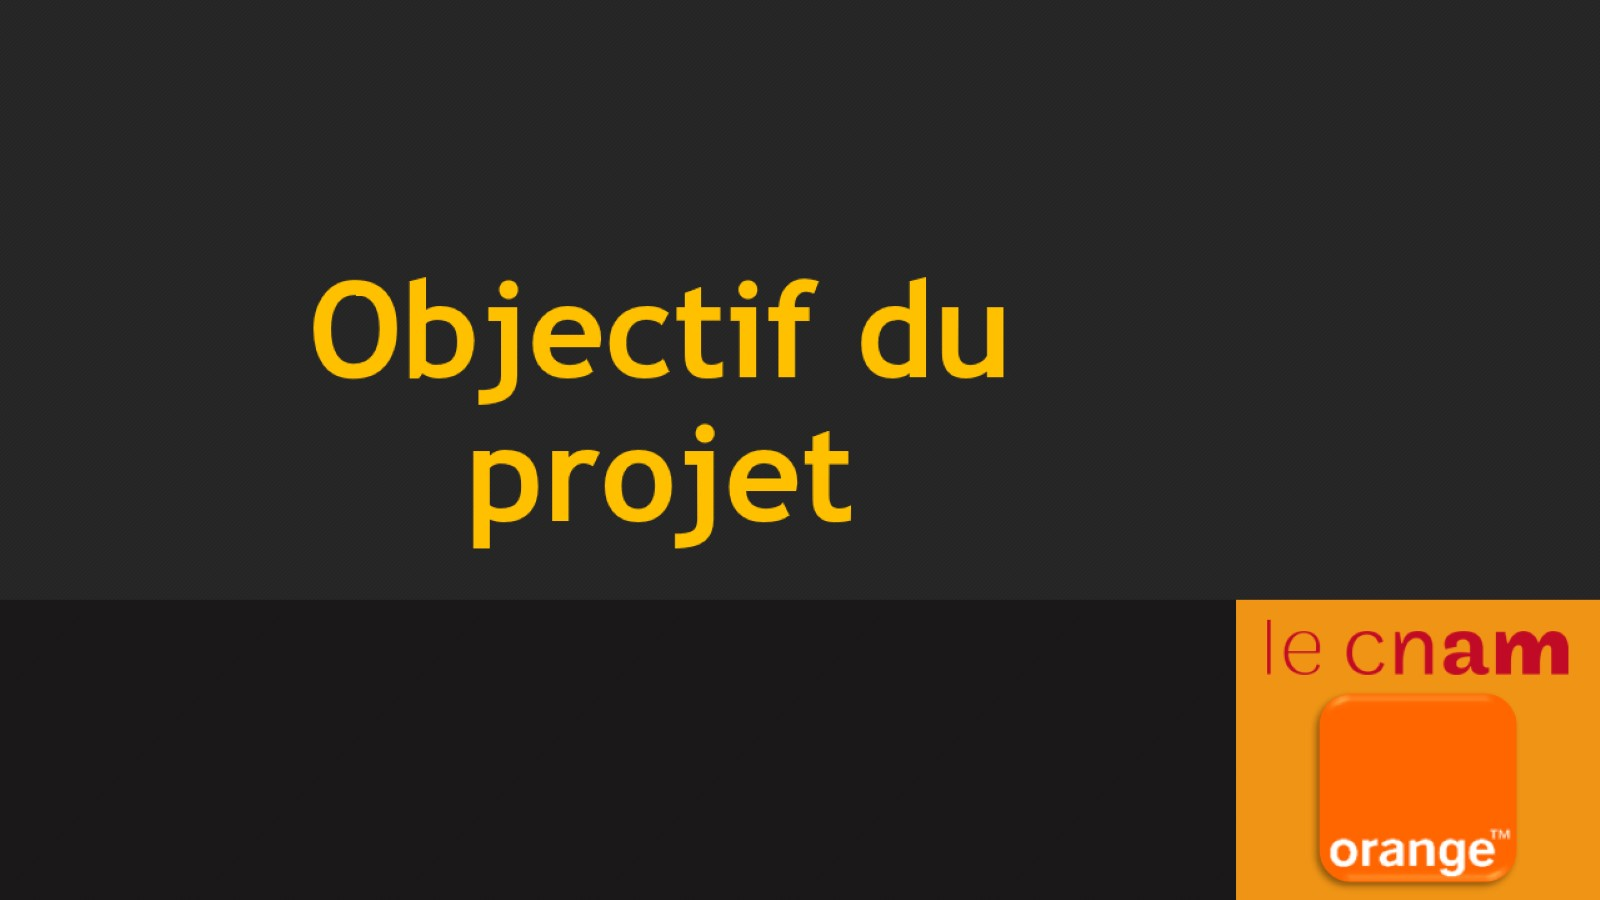 Objectif du
projet
le cnam
orange™